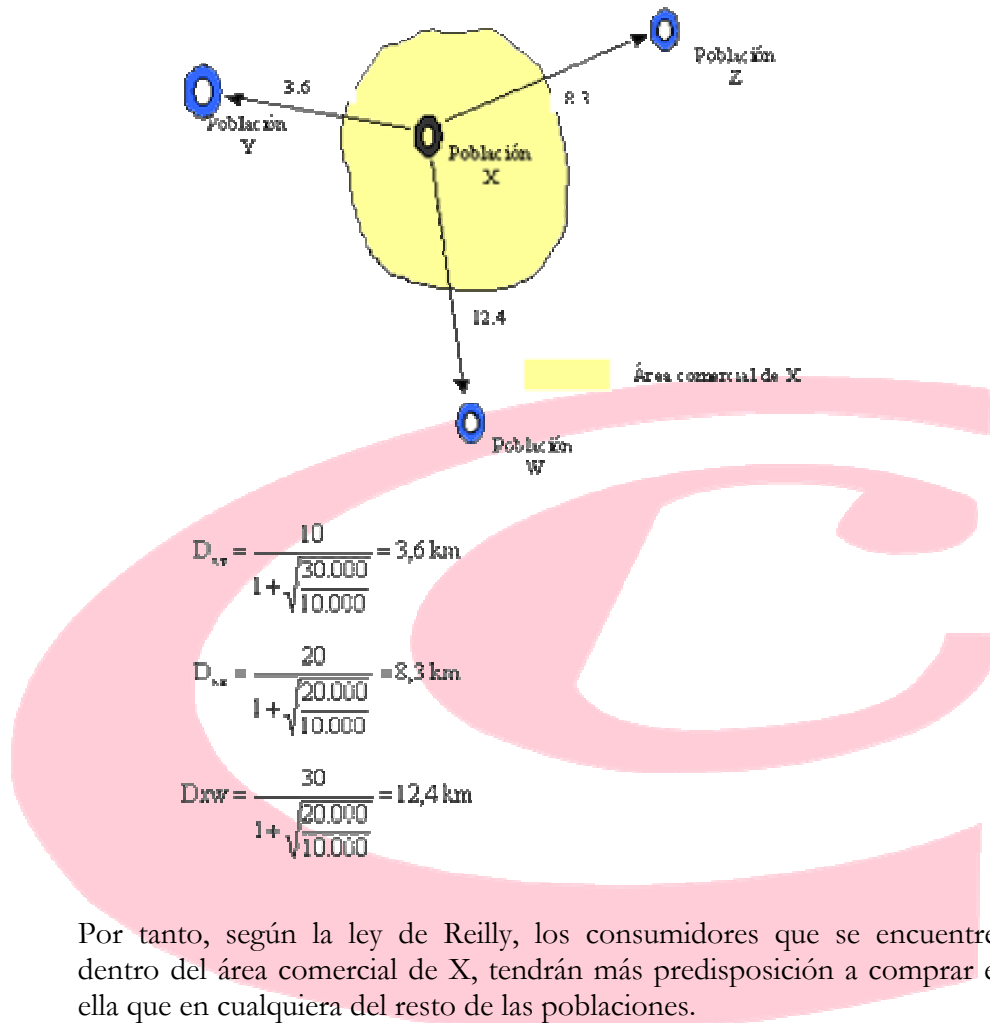 Población
Z
3.6
8.3
Población
Y
Población
X
12.4
Área comercial de X
Población
W
D = 10 / (1 + √(30.000 / 10.000)) = 3,6 km
D = 20 / (1 + √(20.000 / 10.000)) = 8,3 km
Dxw = 30 / (1 + √(20.000 / 10.000)) = 12,4 km
Por tanto, según la ley de Reilly, los consumidores que se encuentre
dentro del área comercial de X, tendrán más predisposición a comprar e
ella que en cualquiera del resto de las poblaciones.